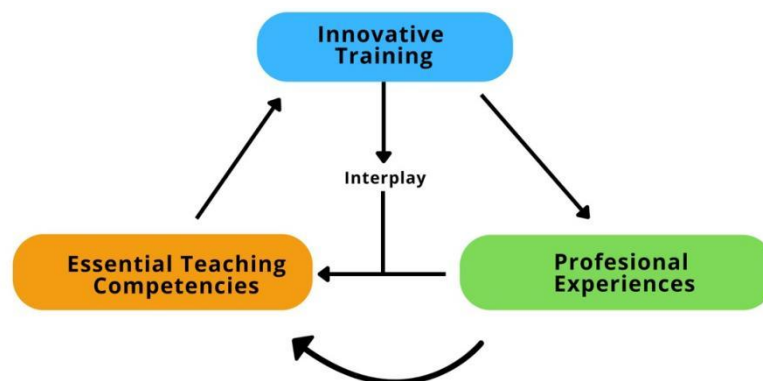 Innovative
Training
Interplay
Essential Teaching
Competencies
Profesional
Experiences